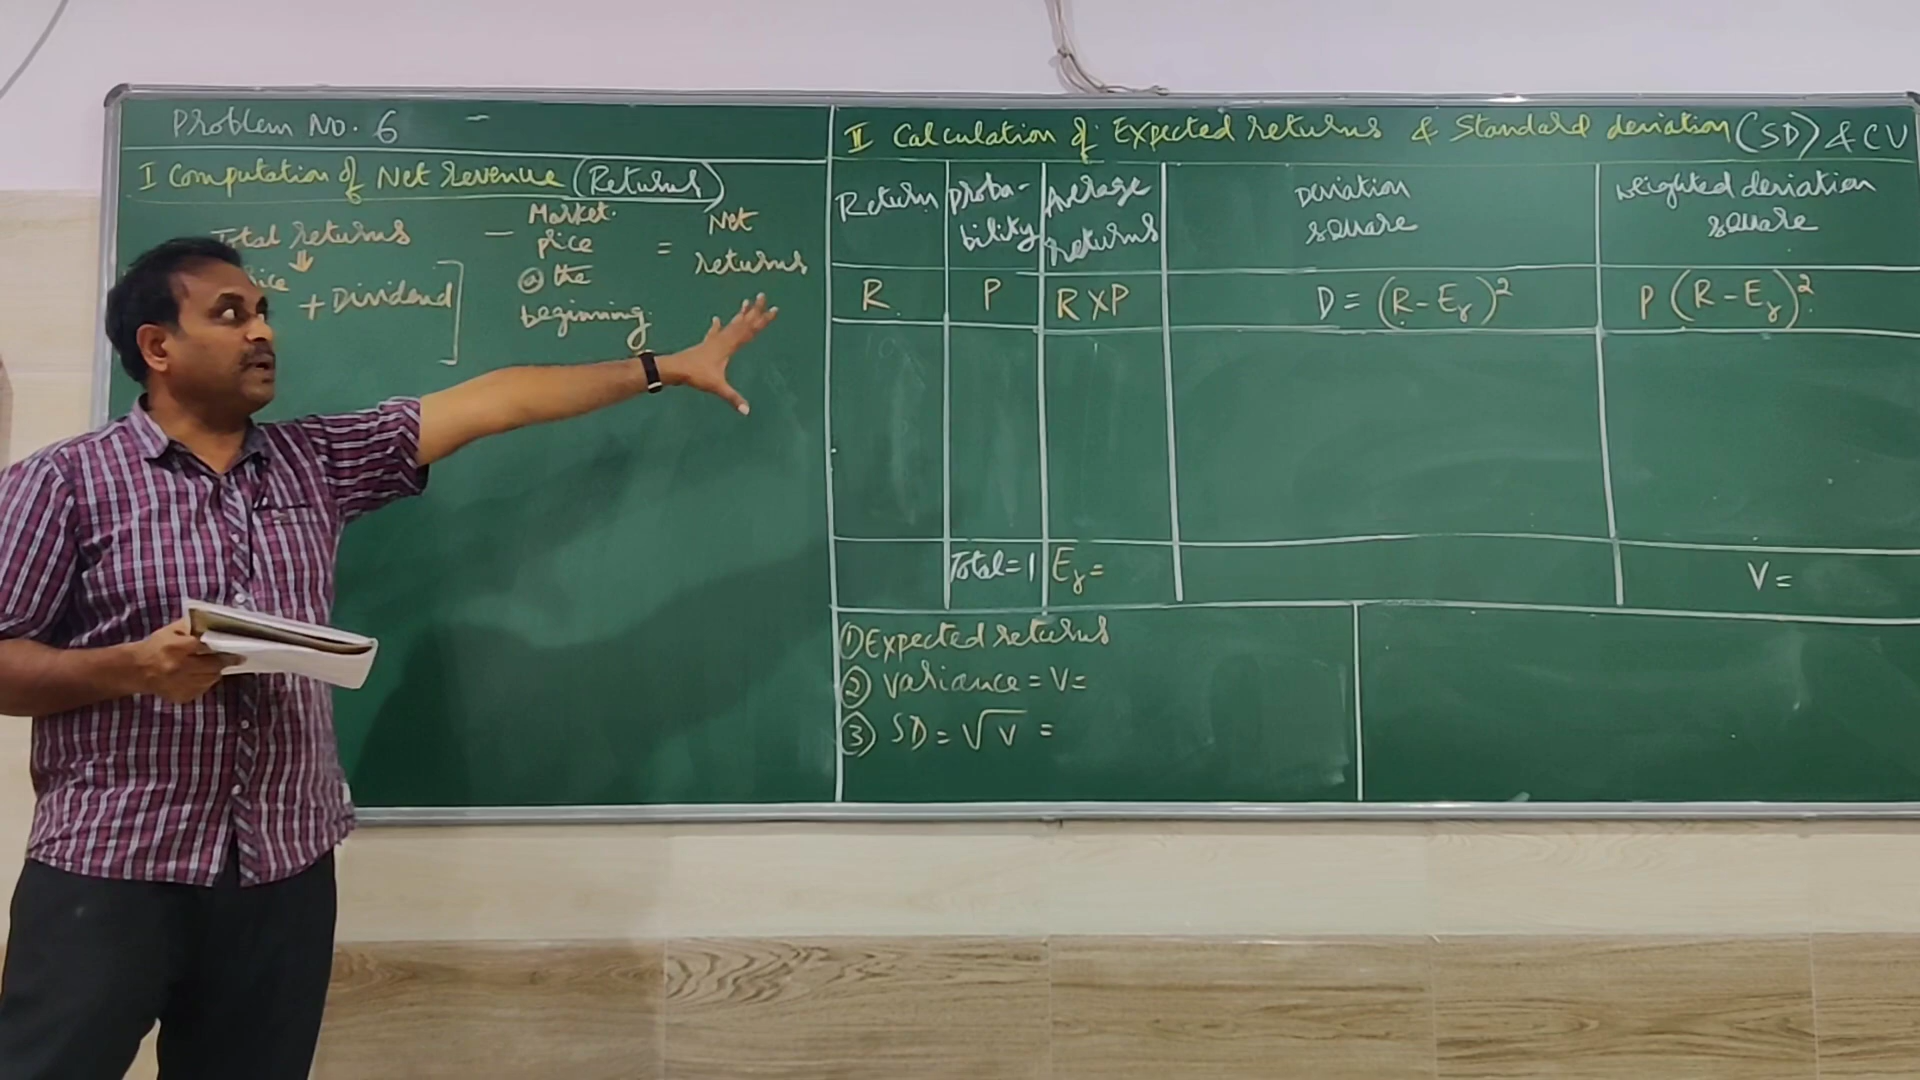 Problem No. 6 -
I Computation of Net revenue (Returns)
Total returns - Market price @ the beginning = Net returns
⇓
+ Dividend ]
II Calculation of Expected returns & Standard deviation (SD) & CV
Return | Proba-bility | Average returns | Deviation square | weighted deviation square
R | P | R X P | D = (R - Eᵣ)² | P (R - Eᵣ)²
Total = 1 | Eᵣ = | V =
① Expected returns
② Variance = V =
③ SD = √V =